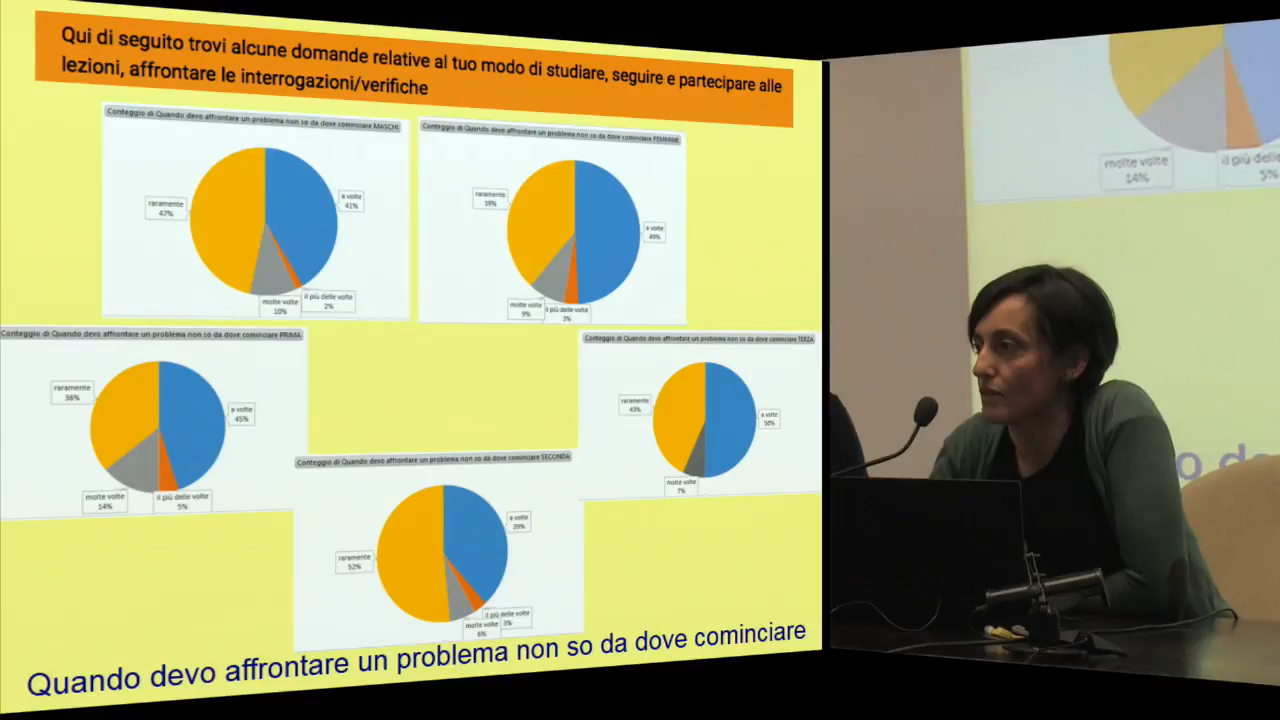 Qui di seguito trovi alcune domande relative al tuo modo di studiare, seguire e partecipare alle
lezioni, affrontare le interrogazioni/verifiche
Conteggio di Quando devo affrontare un problema non so da dove cominciare MASCHI
raramente
47%
a volte
41%
molte volte
10%
il più delle volte
2%
Conteggio di Quando devo affrontare un problema non so da dove cominciare FEMMINE
raramente
39%
a volte
49%
molte volte
9%
il più delle volte
3%
Conteggio di Quando devo affrontare un problema non so da dove cominciare PRIMA
raramente
36%
a volte
45%
molte volte
14%
il più delle volte
5%
Conteggio di Quando devo affrontare un problema non so da dove cominciare TERZA
raramente
43%
a volte
50%
molte volte
7%
Conteggio di Quando devo affrontare un problema non so da dove cominciare SECONDA
raramente
52%
a volte
39%
il più delle volte
3%
molte volte
6%
Quando devo affrontare un problema non so da dove cominciare
molte volte
14%
il più delle
5%